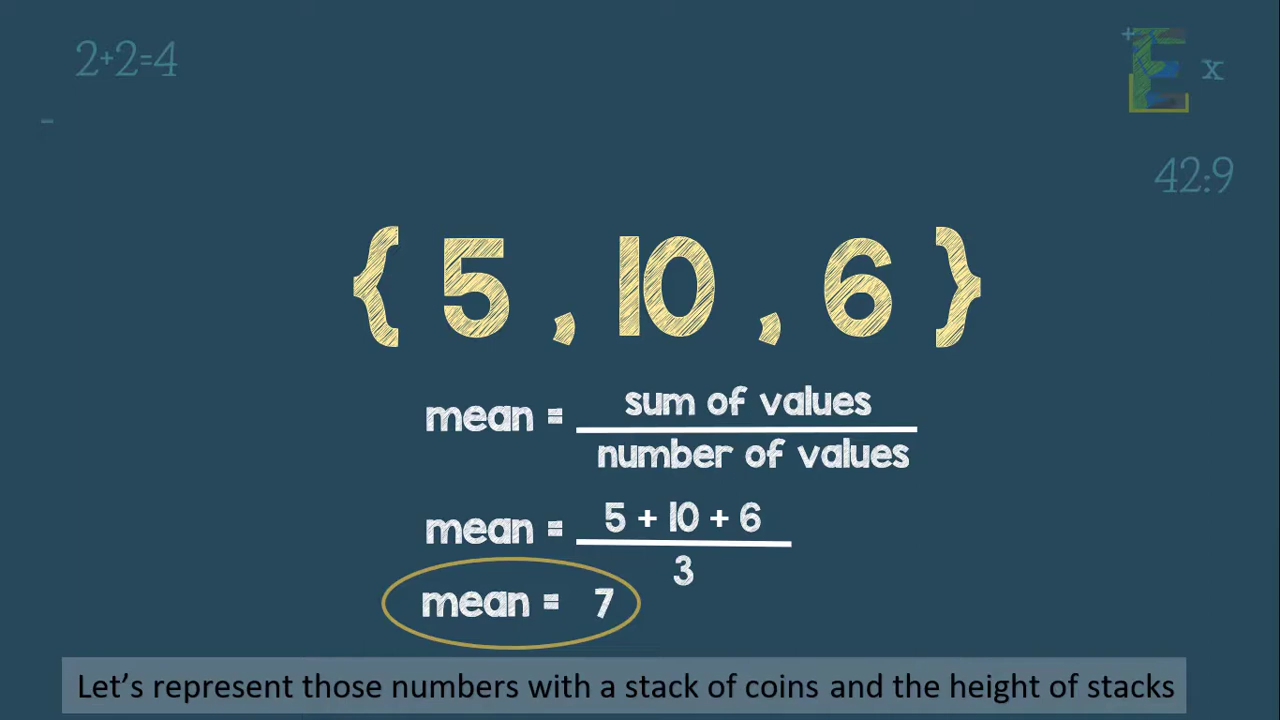 2+2=4
-
+
E x
42:9
{ 5 , 10 , 6 }
mean = sum of values
number of values
mean = 5 + 10 + 6
3
mean = 7
Let's represent those numbers with a stack of coins and the height of stacks